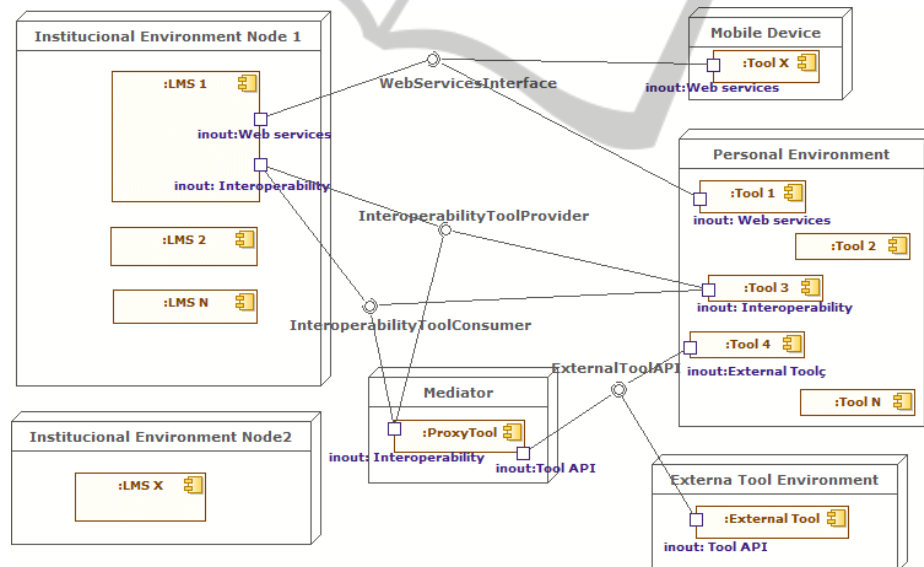 Institucional Environment Node 1
:LMS 1
inout:Web services
inout: Interoperability
:LMS 2
:LMS N
WebServicesInterface
Mobile Device
:Tool X
inout:Web services
Personal Environment
:Tool 1
inout: Web services
:Tool 2
InteroperabilityToolProvider
:Tool 3
inout: Interoperability
InteroperabilityToolConsumer
:Tool 4
inout:External Toolç
ExternalToolAPI
:Tool N
Mediator
:ProxyTool
inout: Interoperability
inout:Tool API
Institucional Environment Node2
:LMS X
Externa Tool Environment
:External Tool
inout: Tool API